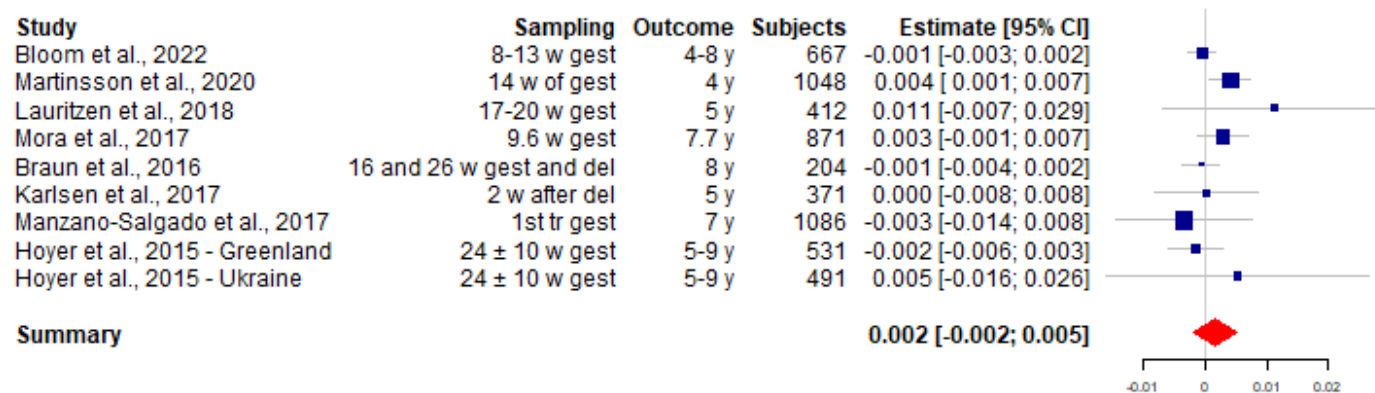 Study Sampling Outcome Subjects Estimate [95% CI]
Bloom et al., 2022 8-13 w gest 4-8 y 667 -0.001 [-0.003; 0.002]
Martinsson et al., 2020 14 w of gest 4 y 1048 0.004 [ 0.001; 0.007]
Lauritzen et al., 2018 17-20 w gest 5 y 412 0.011 [-0.007; 0.029]
Mora et al., 2017 9.6 w gest 7.7 y 871 0.003 [-0.001; 0.007]
Braun et al., 2016 16 and 26 w gest and del 8 y 204 -0.001 [-0.004; 0.002]
Karlsen et al., 2017 2 w after del 5 y 371 0.000 [-0.008; 0.008]
Manzano-Salgado et al., 2017 1st tr gest 7 y 1086 -0.003 [-0.014; 0.008]
Hoyer et al., 2015 - Greenland 24 ± 10 w gest 5-9 y 531 -0.002 [-0.006; 0.003]
Hoyer et al., 2015 - Ukraine 24 ± 10 w gest 5-9 y 491 0.005 [-0.016; 0.026]
Summary 0.002 [-0.002; 0.005]
-0.01 0 0.01 0.02